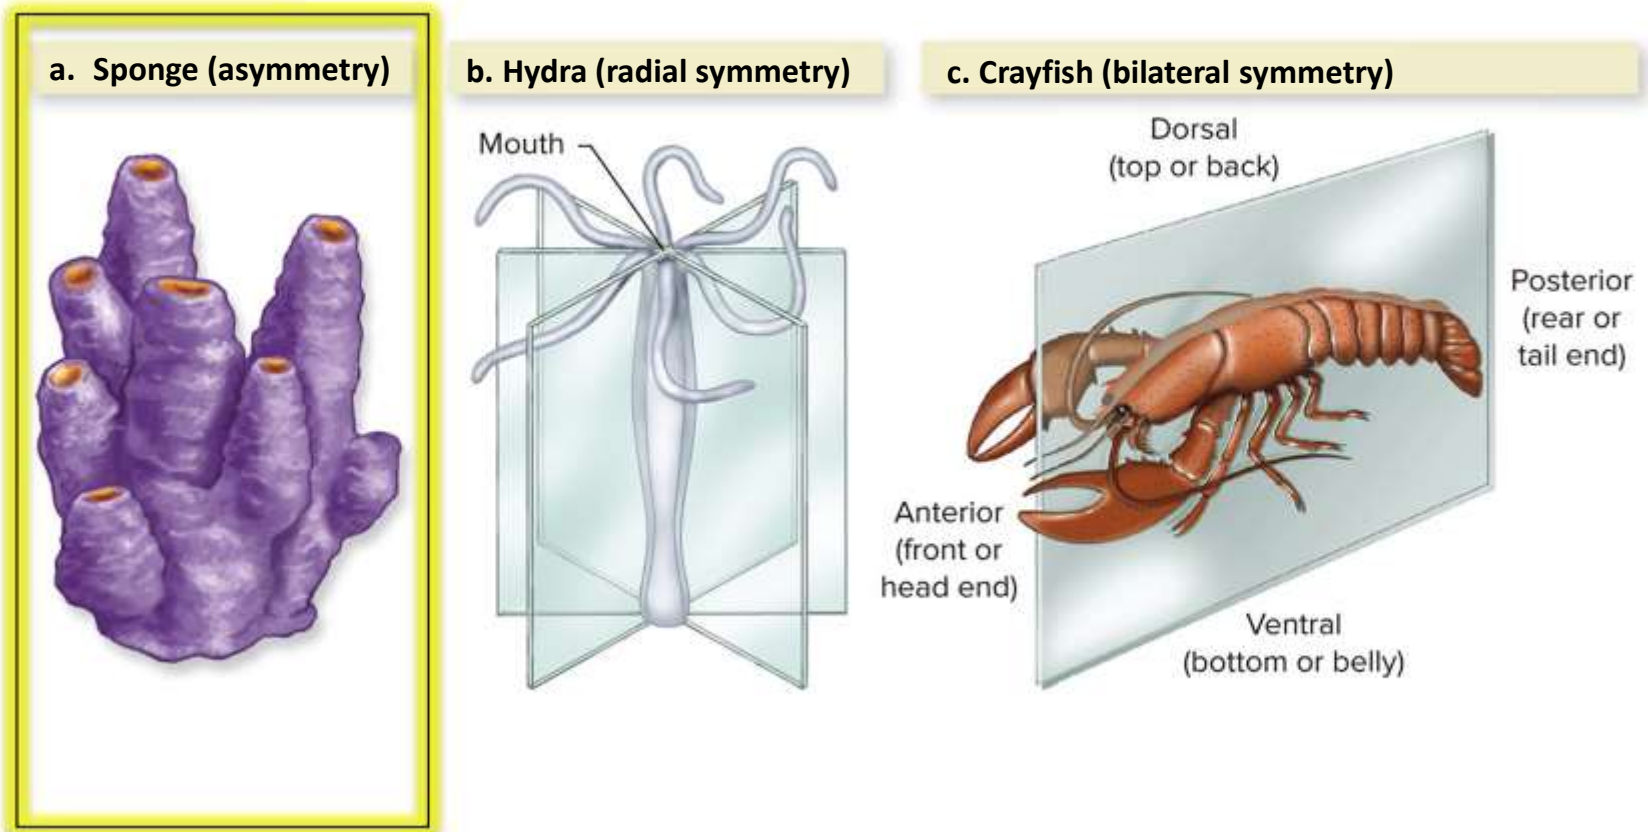 a. Sponge (asymmetry)
b. Hydra (radial symmetry)
c. Crayfish (bilateral symmetry)
Mouth
Dorsal
(top or back)
Posterior
(rear or
tail end)
Anterior
(front or
head end)
Ventral
(bottom or belly)